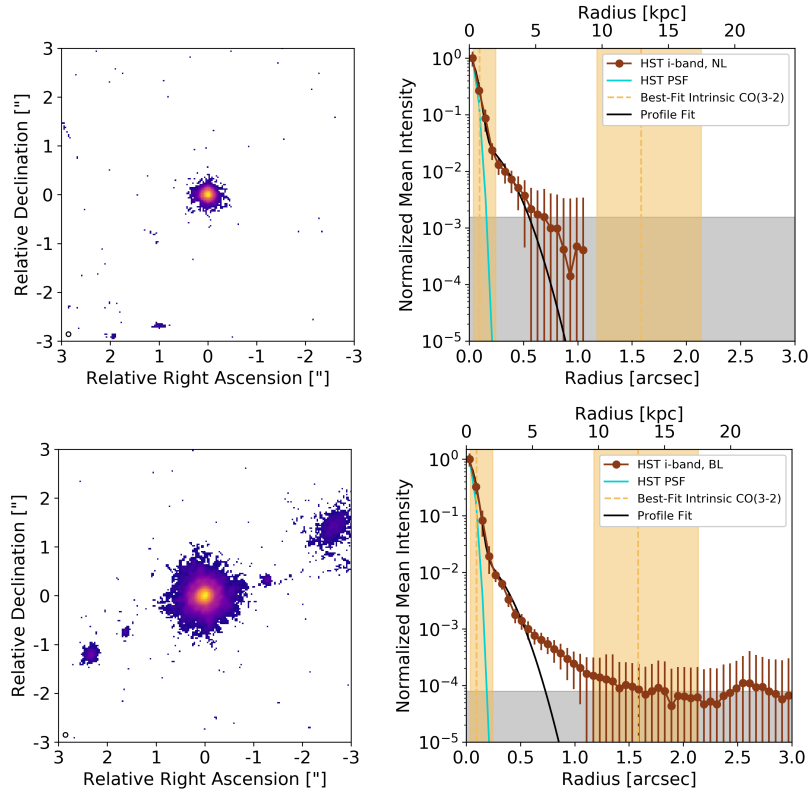 Radius [kpc]
0 5 10 15 20
3
2
1
0
-1
-2
-3
Relative Declination ["]
3 2 1 0 -1 -2 -3
Relative Right Ascension ["]
10^0
10^-1
10^-2
10^-3
10^-4
10^-5
Normalized Mean Intensity
HST i-band, NL
HST PSF
Best-Fit Intrinsic CO(3-2)
Profile Fit
0.0 0.5 1.0 1.5 2.0 2.5 3.0
Radius [arcsec]
Radius [kpc]
0 5 10 15 20
3
2
1
0
-1
-2
-3
Relative Declination ["]
3 2 1 0 -1 -2 -3
Relative Right Ascension ["]
10^0
10^-1
10^-2
10^-3
10^-4
10^-5
Normalized Mean Intensity
HST i-band, BL
HST PSF
Best-Fit Intrinsic CO(3-2)
Profile Fit
0.0 0.5 1.0 1.5 2.0 2.5 3.0
Radius [arcsec]